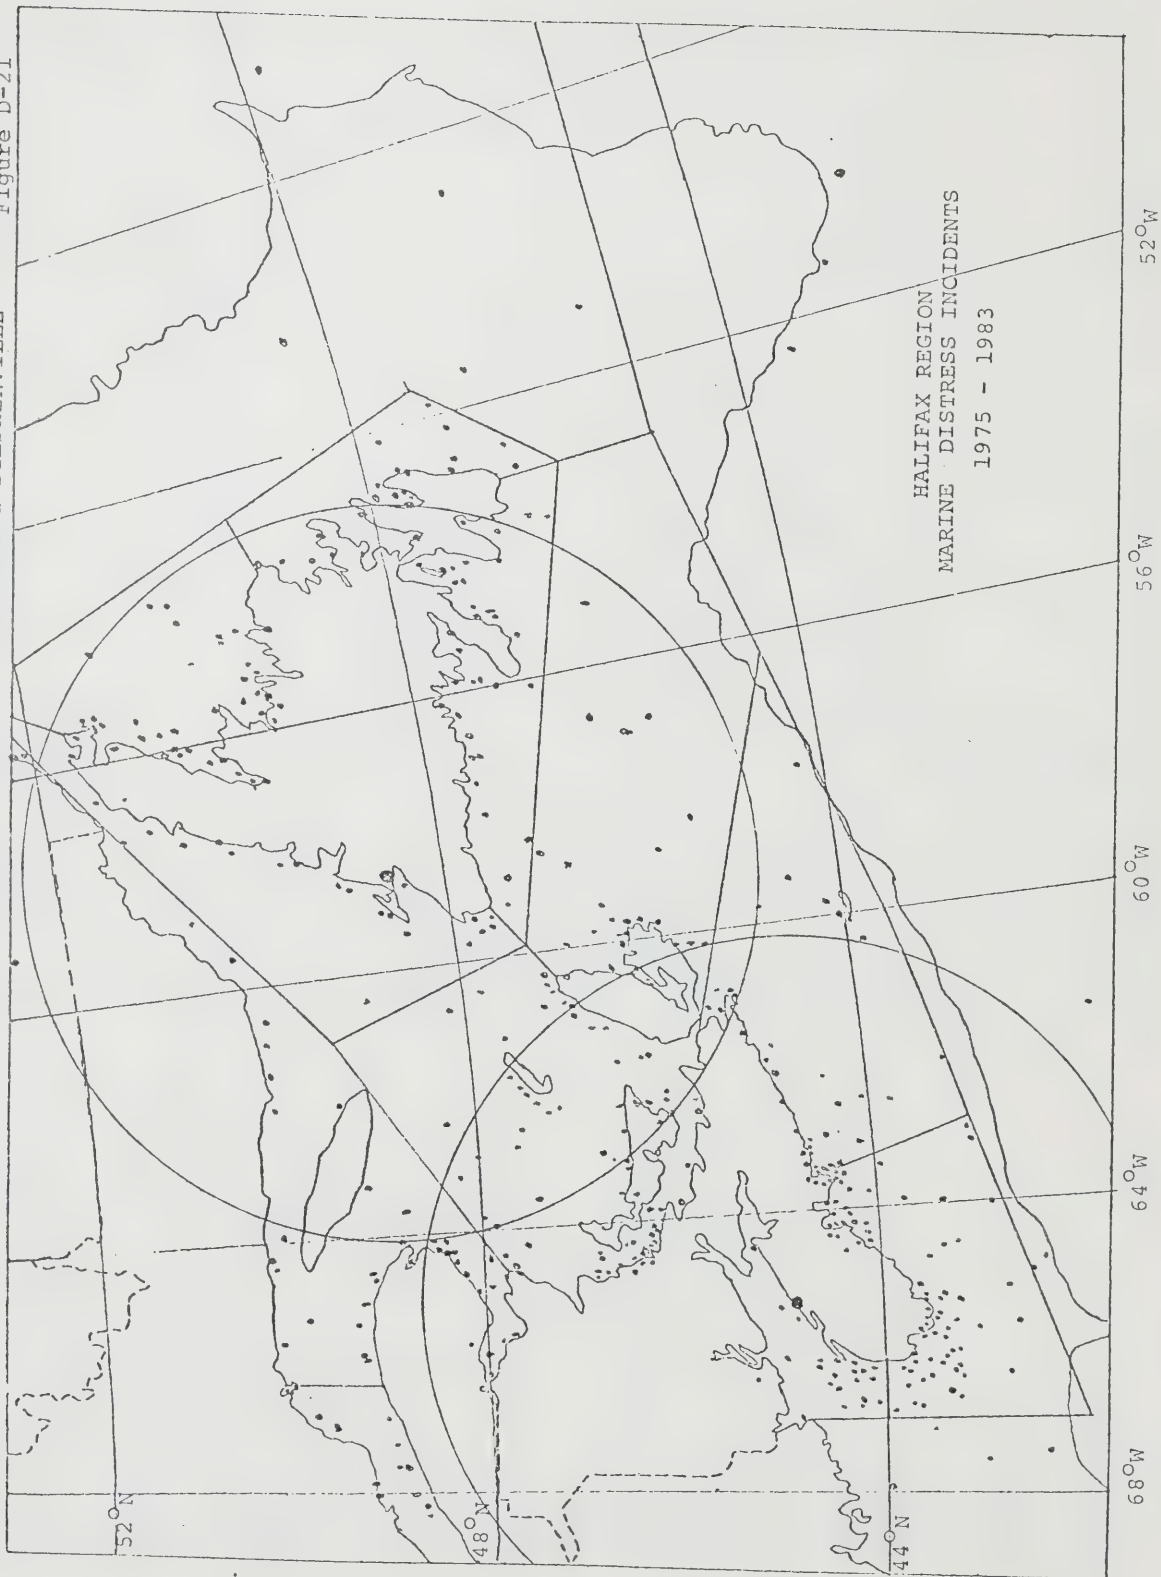 Figure D-21
HALIFAX REGION
MARINE DISTRESS INCIDENTS
1975 - 1983
52°N
48°N
44°N
68°W
64°W
60°W
56°W
52°W